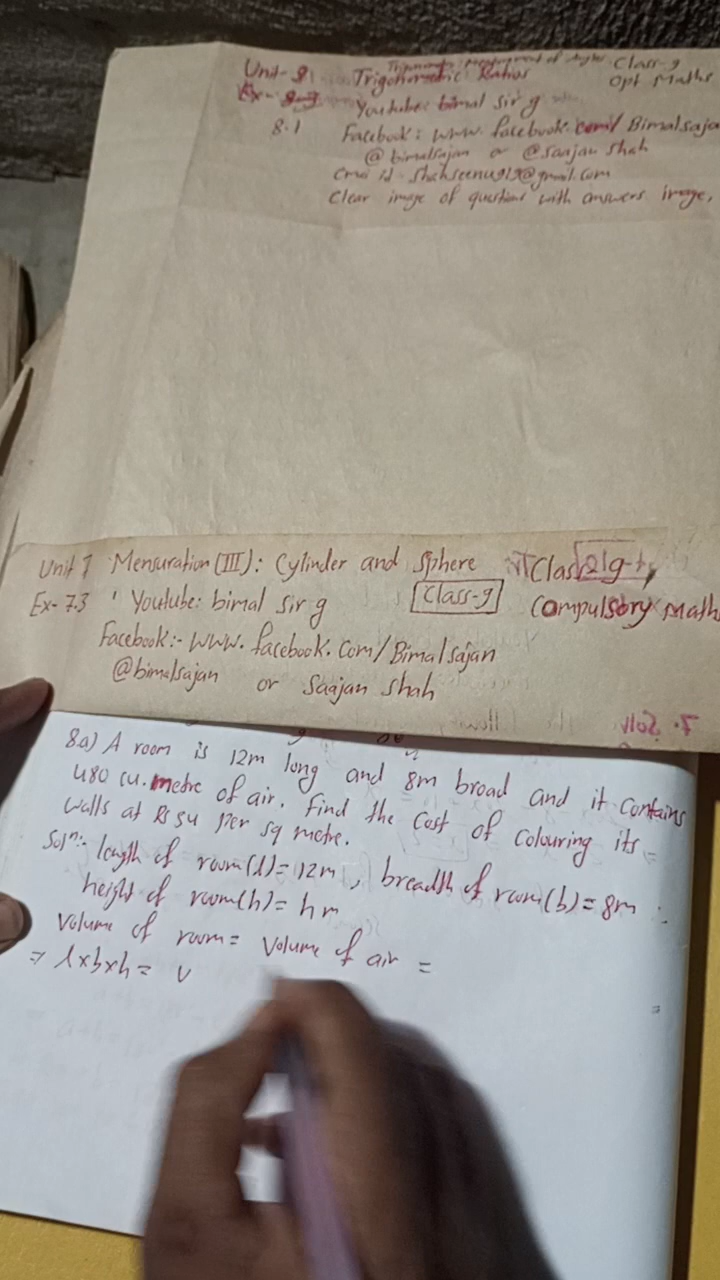 Unit-8 Trigonometric Ratios Class-9
Opt Maths
Ex-
8.1
Youtube: bimal sir g
Facebook: www.facebook.com/Bimalsaja
@bimalsajan or @saajan shah
Clear image of questions with answers image,
Unit 7 Mensuration (III): Cylinder and Sphere
Ex-7.3 Youtube: bimal sir g Class-9 Compulsory Math
Facebook:- www.facebook.com/Bimalsajan
@bimalsajan or Saajan Shah
8.a) A room is 12m long and 8m broad and it contains
480 cu.metre of air. Find the cost of colouring its
walls at Rs 54 per sq metre.
Solⁿ:- length of room(l)=12m, breadth of room(b)=8m
height of room(h)= hm
Volume of room= Volume of air =
⇒ l×b×h= v